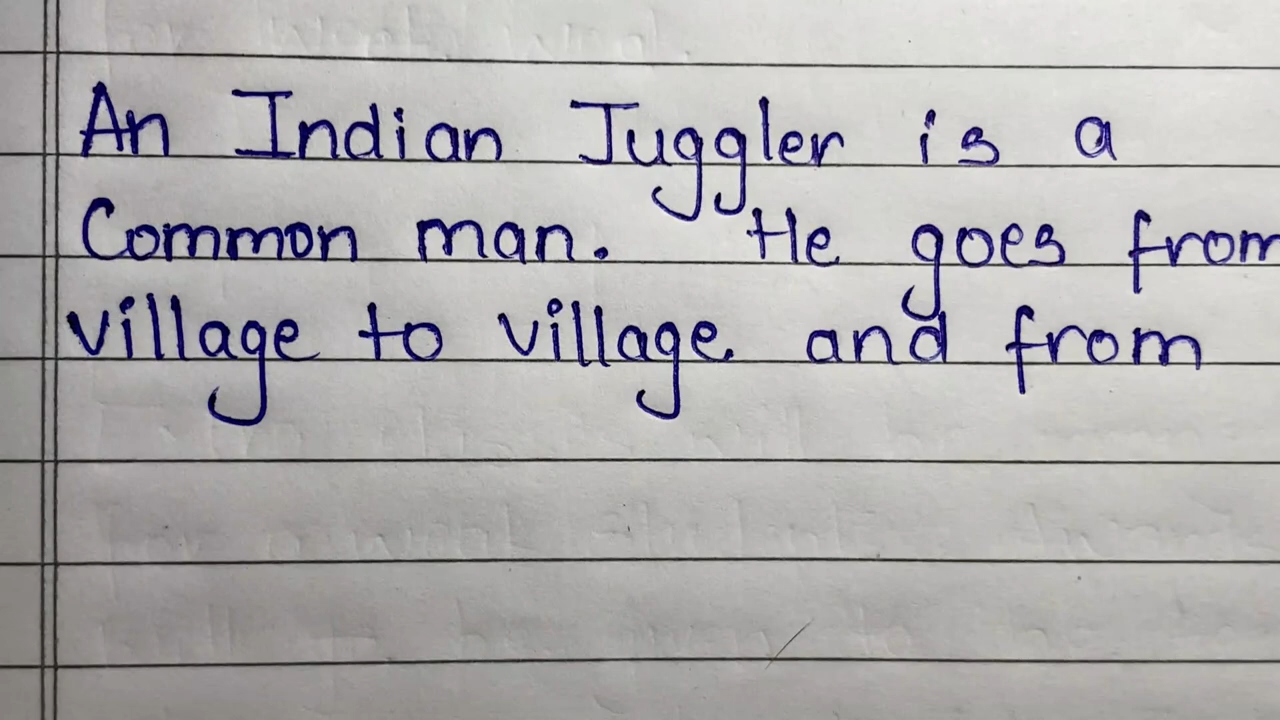 An Indian Juggler is a
Common man. He goes from
village to village and from